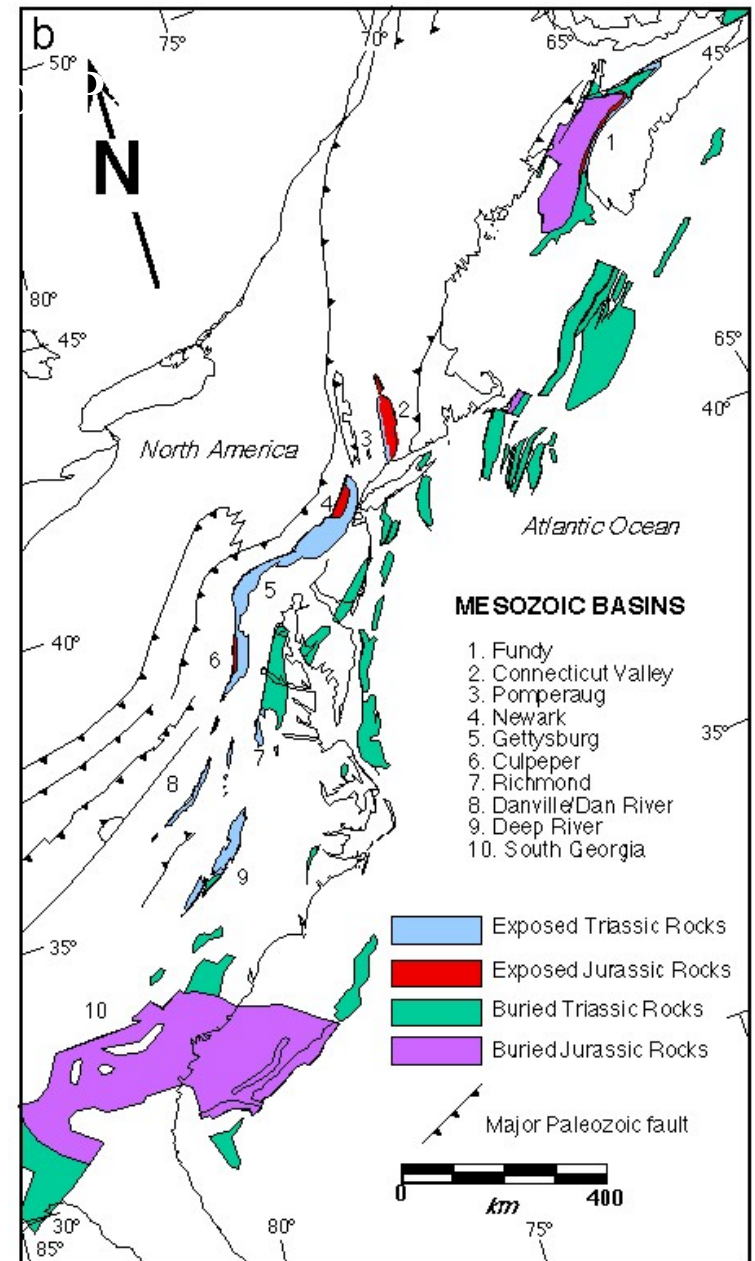 b
75°
70°
65°
45°
50°
N
1
80°
45°
65°
40°
2
3
North America
4
Atlantic Ocean
5
MESOZOIC BASINS
40°
6
1. Fundy
2. Connecticut Valley
3. Pomperaug
4. Newark
5. Gettysburg
6. Culpeper
7. Richmond
8. Danville/Dan River
9. Deep River
10. South Georgia
35°
7
8
9
35°
Exposed Triassic Rocks
Exposed Jurassic Rocks
10
Buried Triassic Rocks
Buried Jurassic Rocks
Major Paleozoic fault
0
400
km
30°
85°
80°
75°